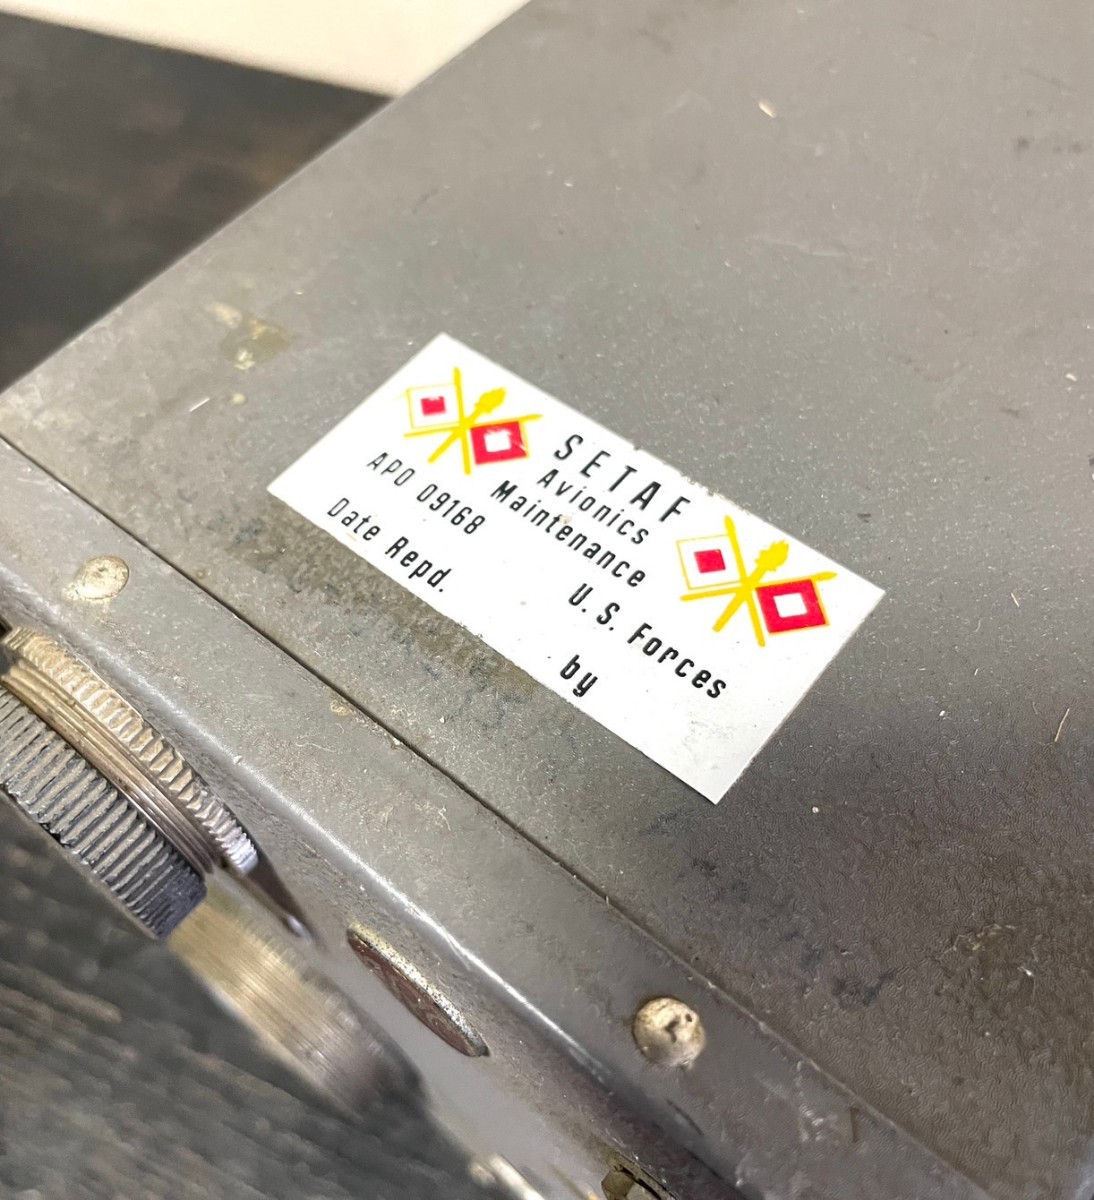 SETAF
Avionics
Maintenance
APO 09168 U. S. Forces
Date Repd. by